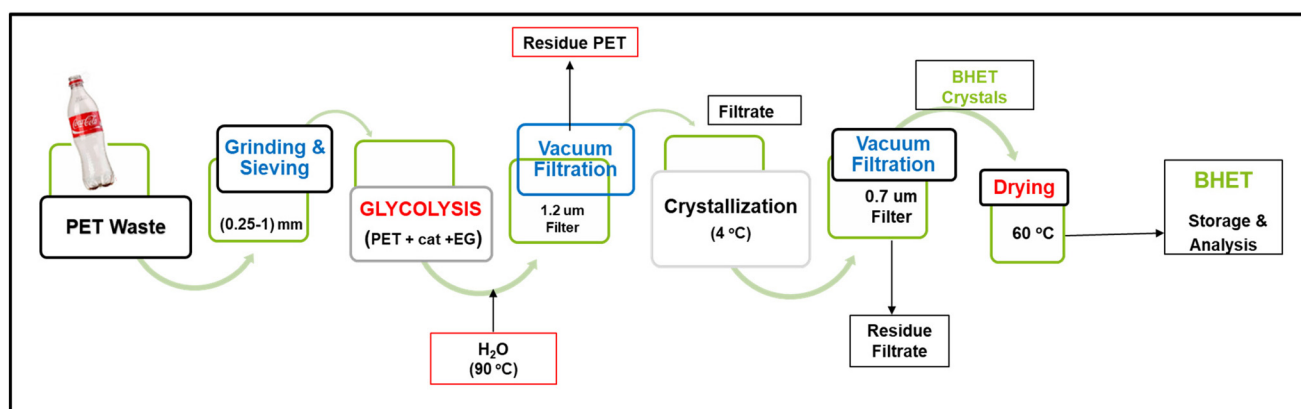 Coca-Cola
PET Waste
Grinding &
Sieving
(0.25-1) mm
GLYCOLYSIS
(PET + cat +EG)
H₂O
(90 °C)
Residue PET
Vacuum
Filtration
1.2 um
Filter
Filtrate
Crystallization
(4 °C)
Vacuum
Filtration
0.7 um
Filter
Residue
Filtrate
BHET
Crystals
Drying
60 °C
BHET
Storage &
Analysis